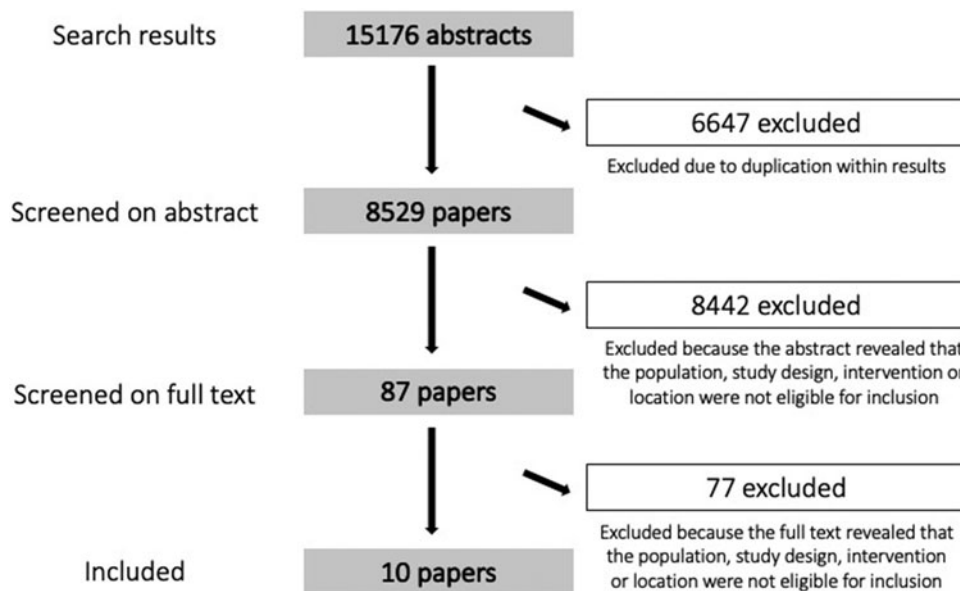 Search results
15176 abstracts
6647 excluded
Excluded due to duplication within results
Screened on abstract
8529 papers
8442 excluded
Excluded because the abstract revealed that
the population, study design, intervention or
location were not eligible for inclusion
Screened on full text
87 papers
77 excluded
Excluded because the full text revealed that
the population, study design, intervention
or location were not eligible for inclusion
Included
10 papers